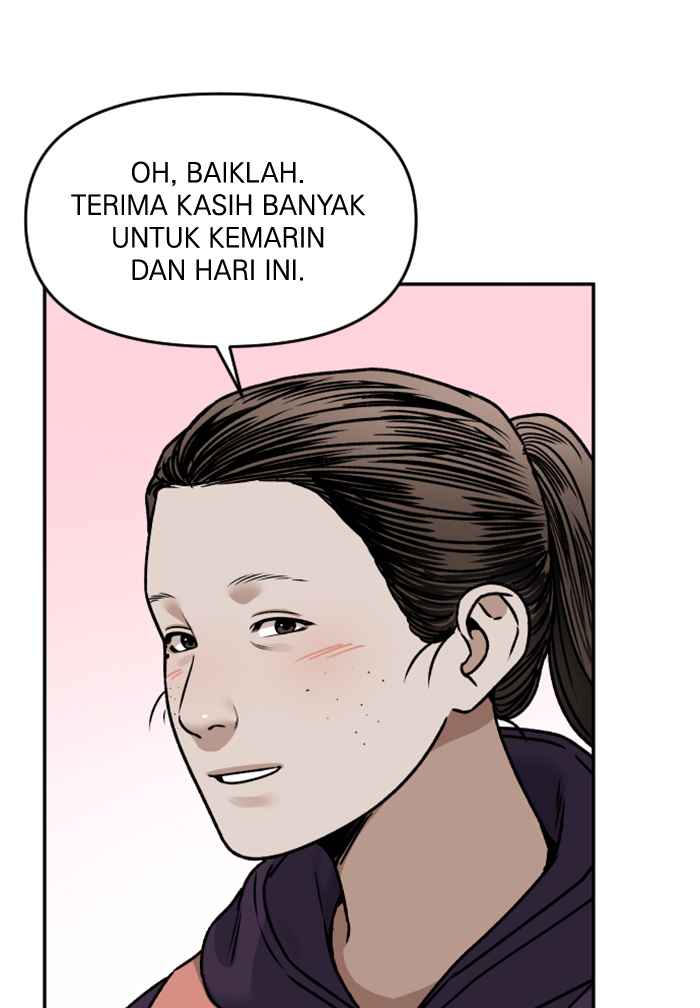 OH, BAIKLAH.
TERIMA KASIH BANYAK
UNTUK KEMARIN
DAN HARI INI.